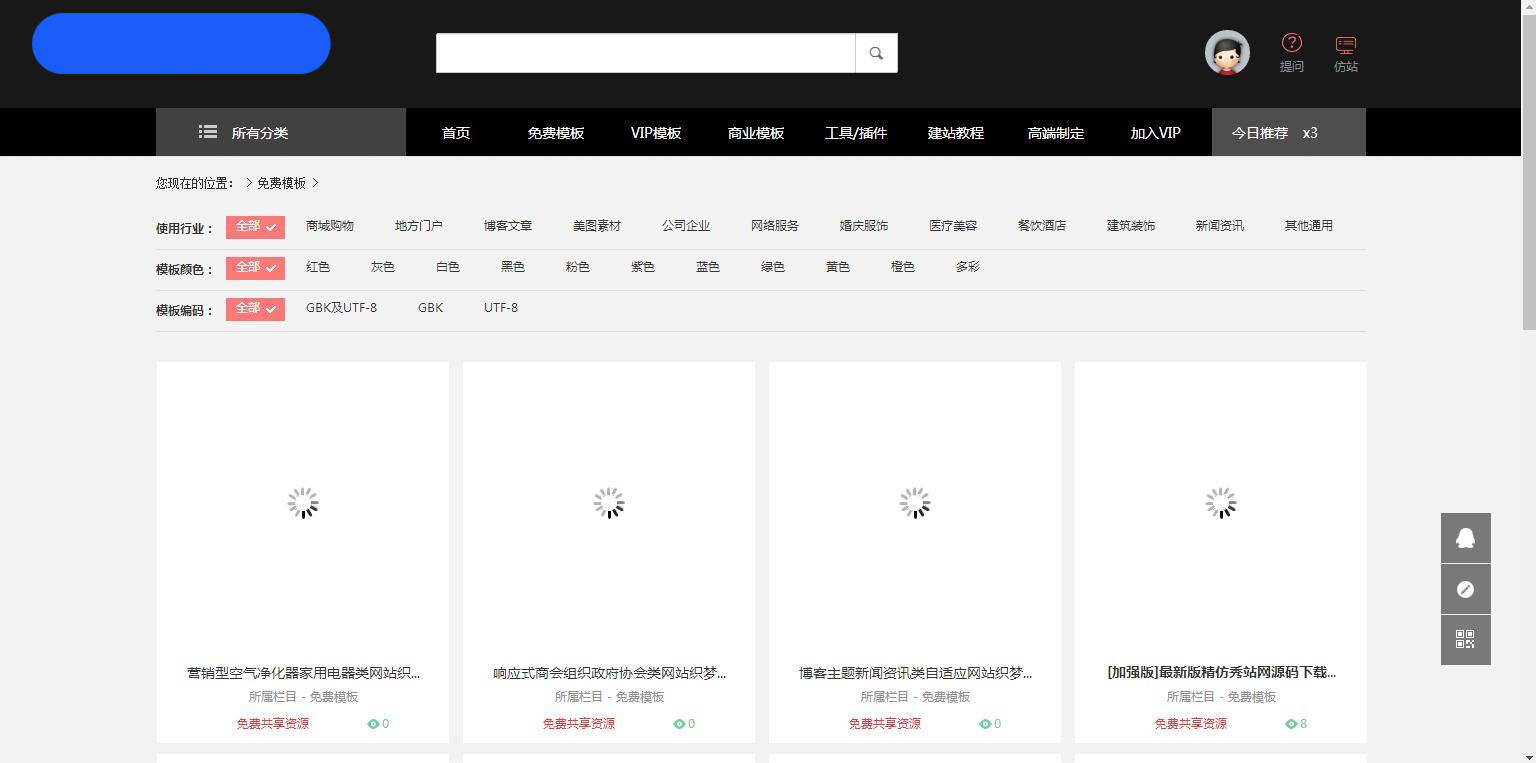 提问 仿站
所有分类 首页 免费模板 VIP模板 商业模板 工具/插件 建站教程 高端制定 加入VIP 今日推荐 x3
您现在的位置： > 免费模板 >
使用行业： 全部 商城购物 地方门户 博客文章 美图素材 公司企业 网络服务 婚庆服饰 医疗美容 餐饮酒店 建筑装饰 新闻资讯 其他通用
模板颜色： 全部 红色 灰色 白色 黑色 粉色 紫色 蓝色 绿色 黄色 橙色 多彩
模板编码： 全部 GBK及UTF-8 GBK UTF-8
营销型空气净化器家用电器类网站织...
所属栏目 - 免费模板
免费共享资源 0
响应式商会组织政府协会类网站织梦...
所属栏目 - 免费模板
免费共享资源 0
博客主题新闻资讯类自适应网站织梦...
所属栏目 - 免费模板
免费共享资源 0
[加强版]最新版精仿秀站网源码下载...
所属栏目 - 免费模板
免费共享资源 8